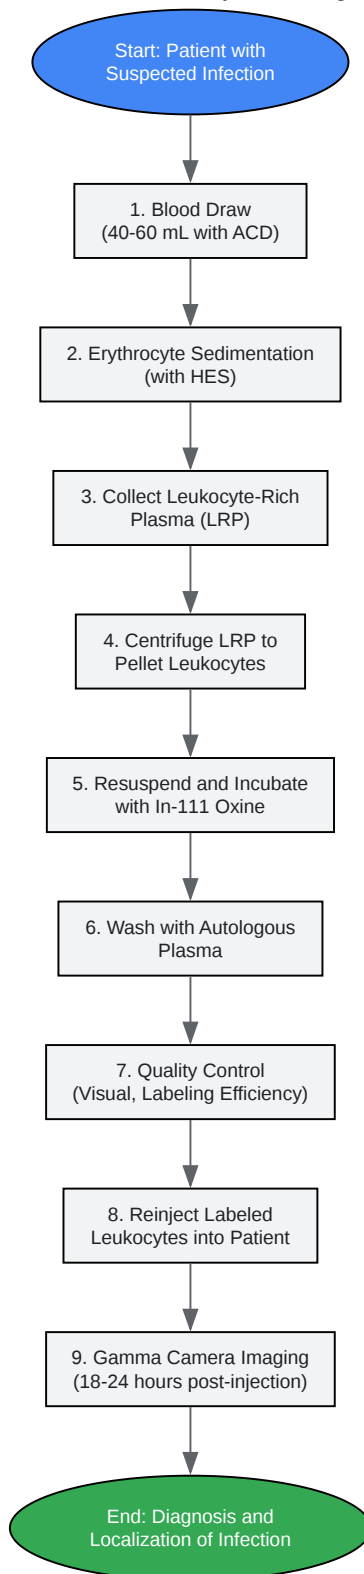 Start: Patient with
Suspected Infection
1. Blood Draw
(40-60 mL with ACD)
2. Erythrocyte Sedimentation
(with HES)
3. Collect Leukocyte-Rich
Plasma (LRP)
4. Centrifuge LRP to
Pellet Leukocytes
5. Resuspend and Incubate
with In-111 Oxine
6. Wash with Autologous
Plasma
7. Quality Control
(Visual, Labeling Efficiency)
8. Reinject Labeled
Leukocytes into Patient
9. Gamma Camera Imaging
(18-24 hours post-injection)
End: Diagnosis and
Localization of Infection